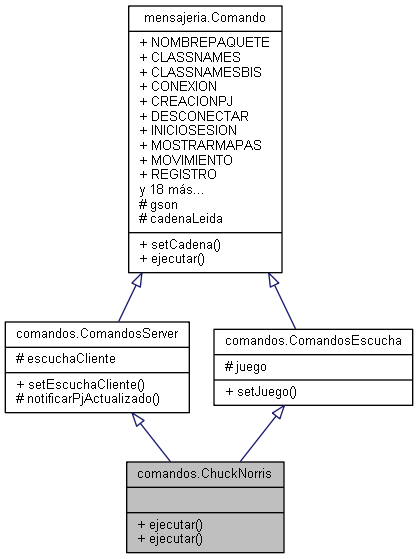 mensajeria.Comando
+ NOMBREPAQUETE
+ CLASSNAMES
+ CLASSNAMESBIS
+ CONEXION
+ CREACIONPJ
+ DESCONECTAR
+ INICIOSESION
+ MOSTRARMAPAS
+ MOVIMIENTO
+ REGISTRO
y 18 más...
# gson
# cadenaLeida
+ setCadena()
+ ejecutar()
comandos.ComandosServer
# escuchaCliente
+ setEscuchaCliente()
# notificarPjActualizado()
comandos.ComandosEscucha
# juego
+ setJuego()
comandos.ChuckNorris
+ ejecutar()
+ ejecutar()